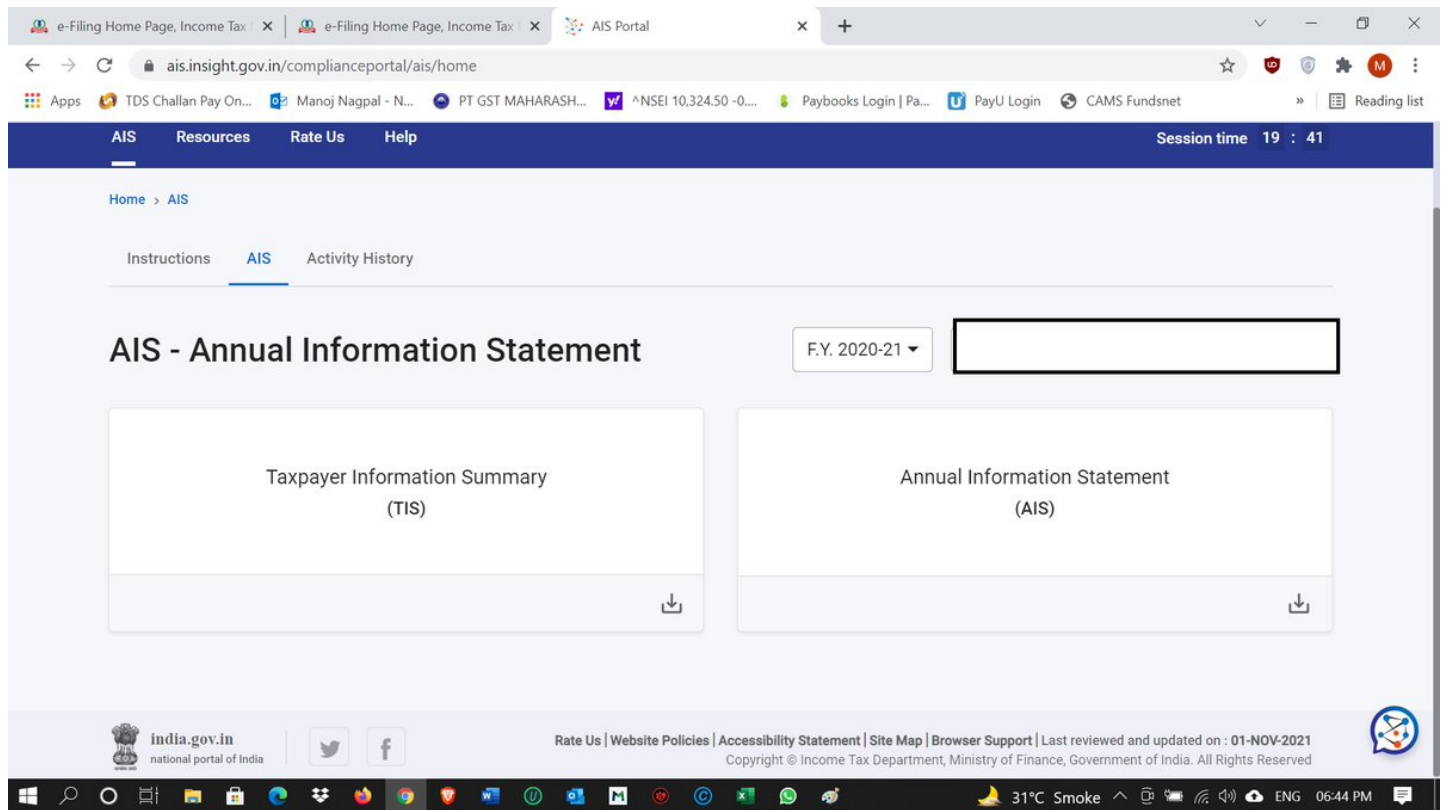 e-Filing Home Page, Income Tax
e-Filing Home Page, Income Tax
AIS Portal
ais.insight.gov.in/complianceportal/ais/home
M
Apps TDS Challan Pay On... Manoj Nagpal - N... PT GST MAHARASH... ^NSEI 10,324.50 -0.... Paybooks Login | Pa... PayU Login CAMS Fundsnet » Reading list
AIS Resources Rate Us Help Session time 19 : 41
Home > AIS
Instructions AIS Activity History
AIS - Annual Information Statement F.Y. 2020-21
Taxpayer Information Summary
(TIS)
Annual Information Statement
(AIS)
india.gov.in
national portal of India
Rate Us | Website Policies | Accessibility Statement | Site Map | Browser Support | Last reviewed and updated on : 01-NOV-2021
Copyright © Income Tax Department, Ministry of Finance, Government of India. All Rights Reserved
31°C Smoke ENG 06:44 PM